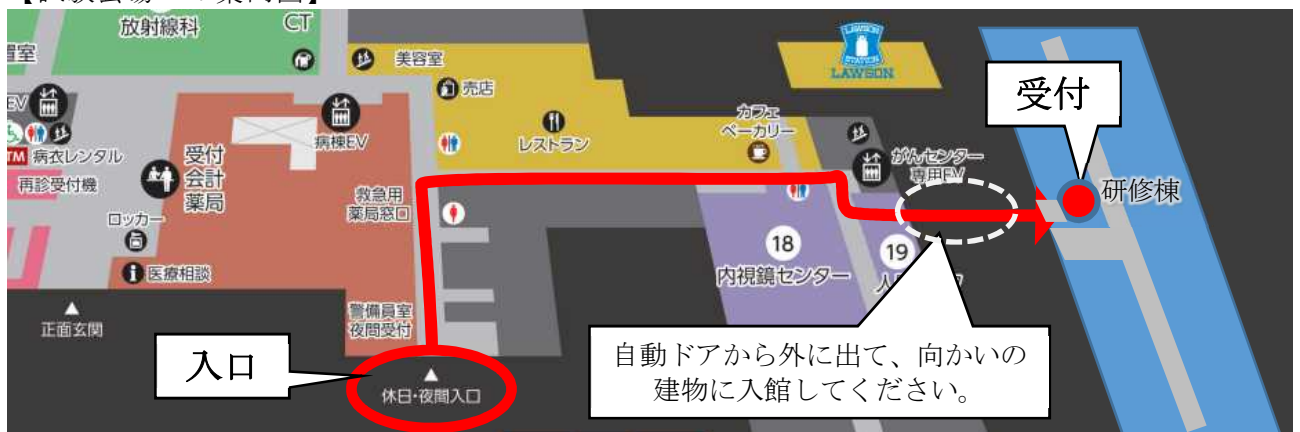 放射線科
CT
置室
美容室
売店
LAWSON
STATION
LAWSON
受付
EV
病棟EV
レストラン
カフェ
ベーカリー
がんセンター
専用EV
病衣レンタル
再診受付機
受付
会計
薬局
救急用
薬局窓口
研修棟
ロッカー
医療相談
18
内視鏡センター
19
正面玄関
警備員室
夜間受付
入口
休日・夜間入口
自動ドアから外に出て、向かいの
建物に入館してください。